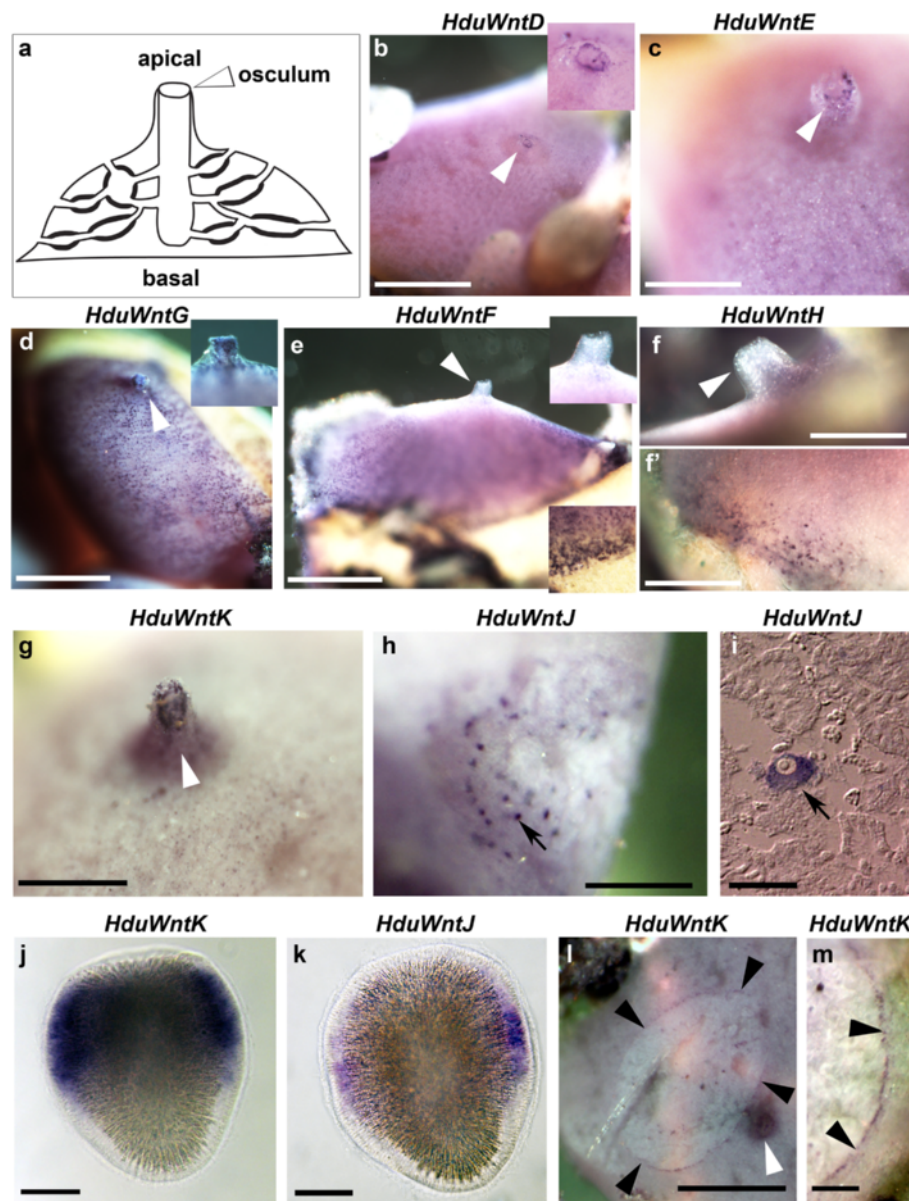 HduWntD HduWntE
a apical osculum basal
b
c
HduWntG HduWntF HduWntH
d
e
f
f'
HduWntK HduWntJ HduWntJ
g
h
i
HduWntK HduWntJ HduWntK HduWntK
j
k
l
m